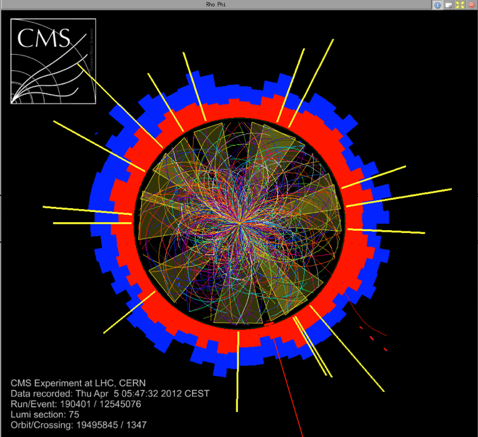 Rho Phi
CMS
CMS Experiment at LHC, CERN
Data recorded: Thu Apr 5 05:47:32 2012 CEST
Run/Event: 190401 / 12545076
Lumi section: 75
Orbit/Crossing: 19495845 / 1347